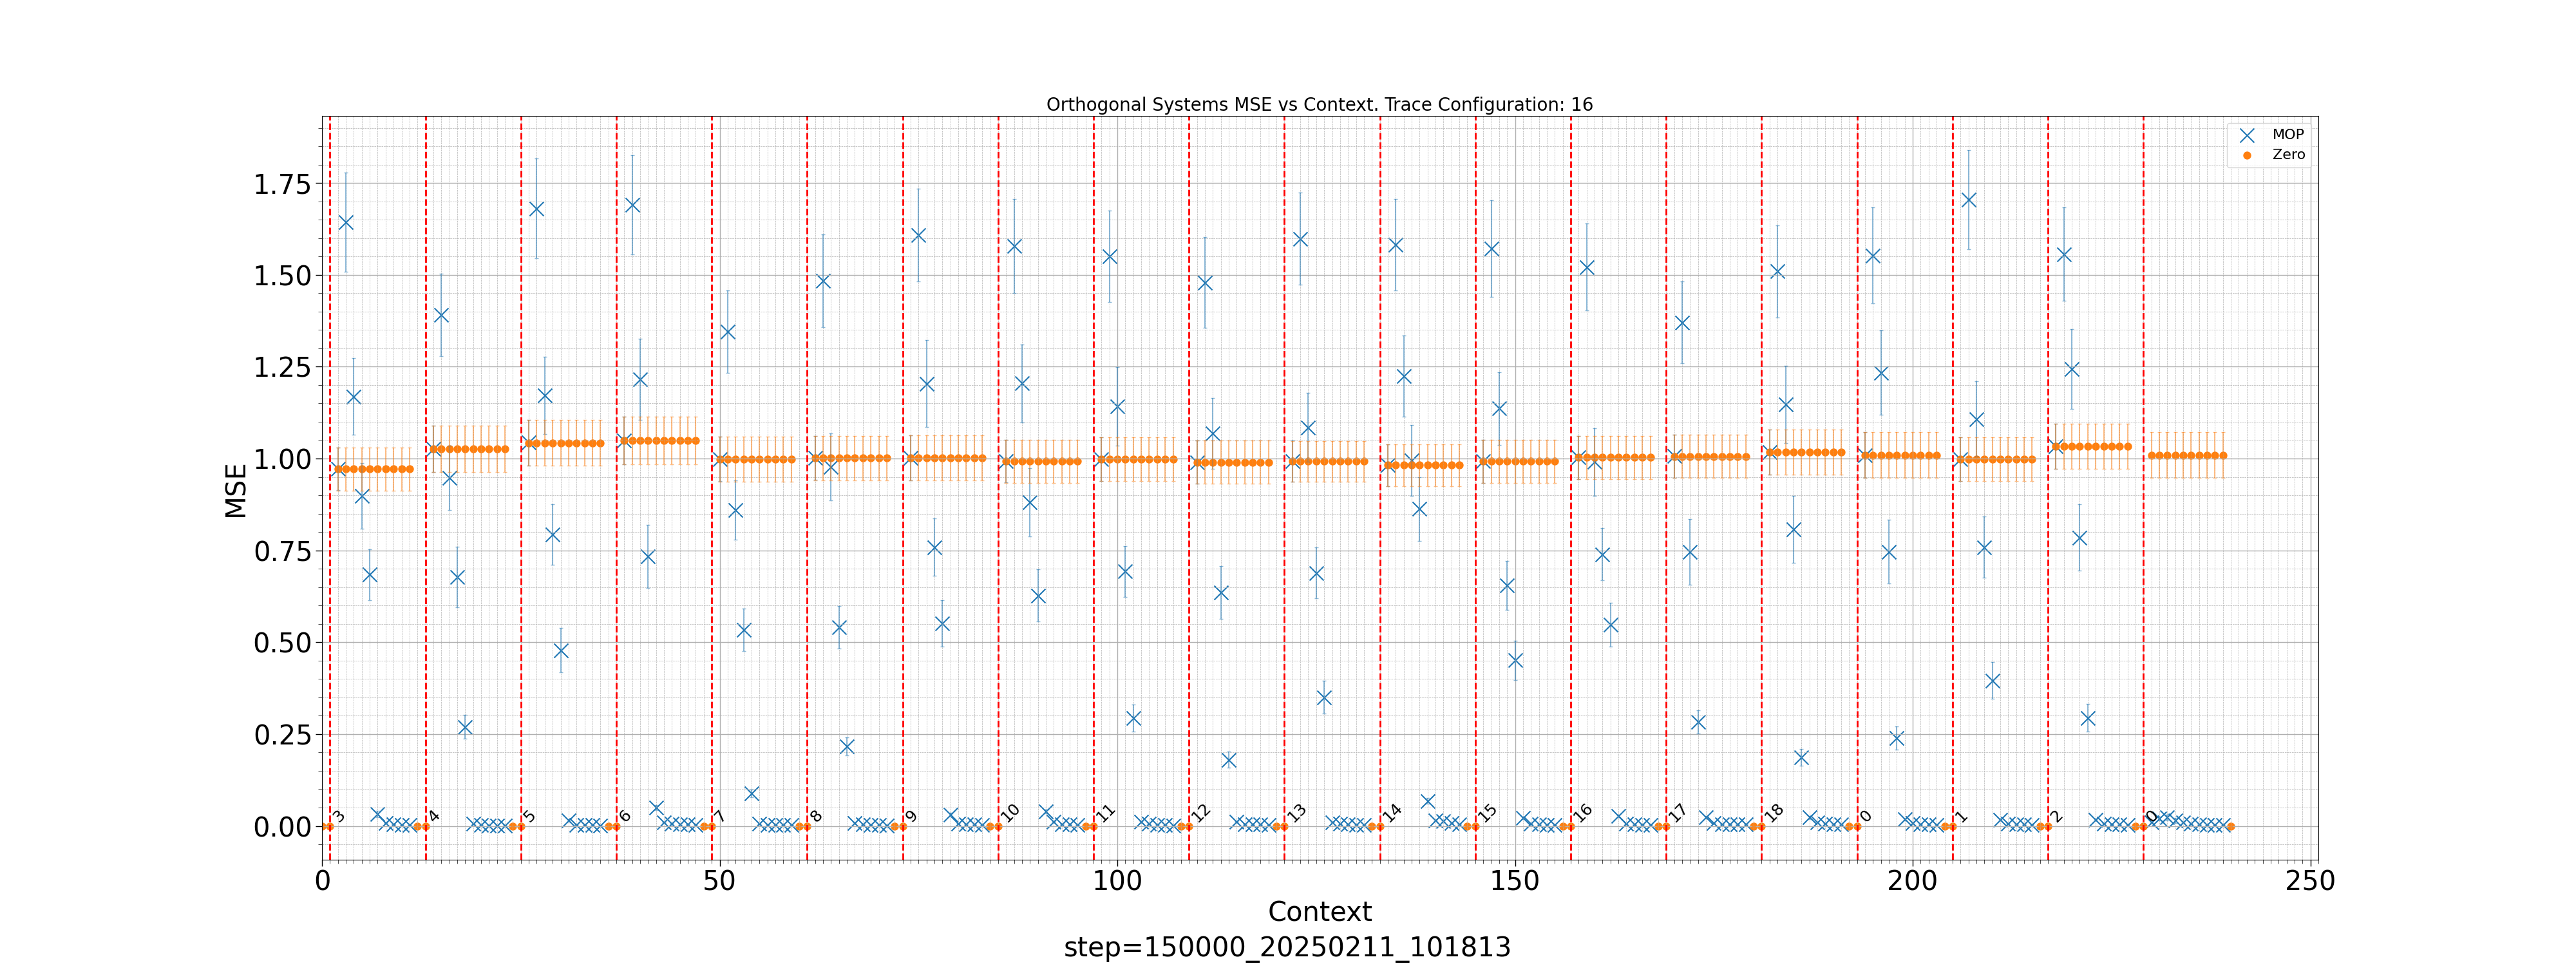 Orthogonal Systems MSE vs Context. Trace Configuration: 16
MOP
Zero
MSE
1.75
1.50
1.25
1.00
0.75
0.50
0.25
0.00
3 4 5 6 7 8 9 10 11 12 13 14 15 16 17 18 0 1 2 0
0 50 100 150 200 250
Context
step=150000_20250211_101813